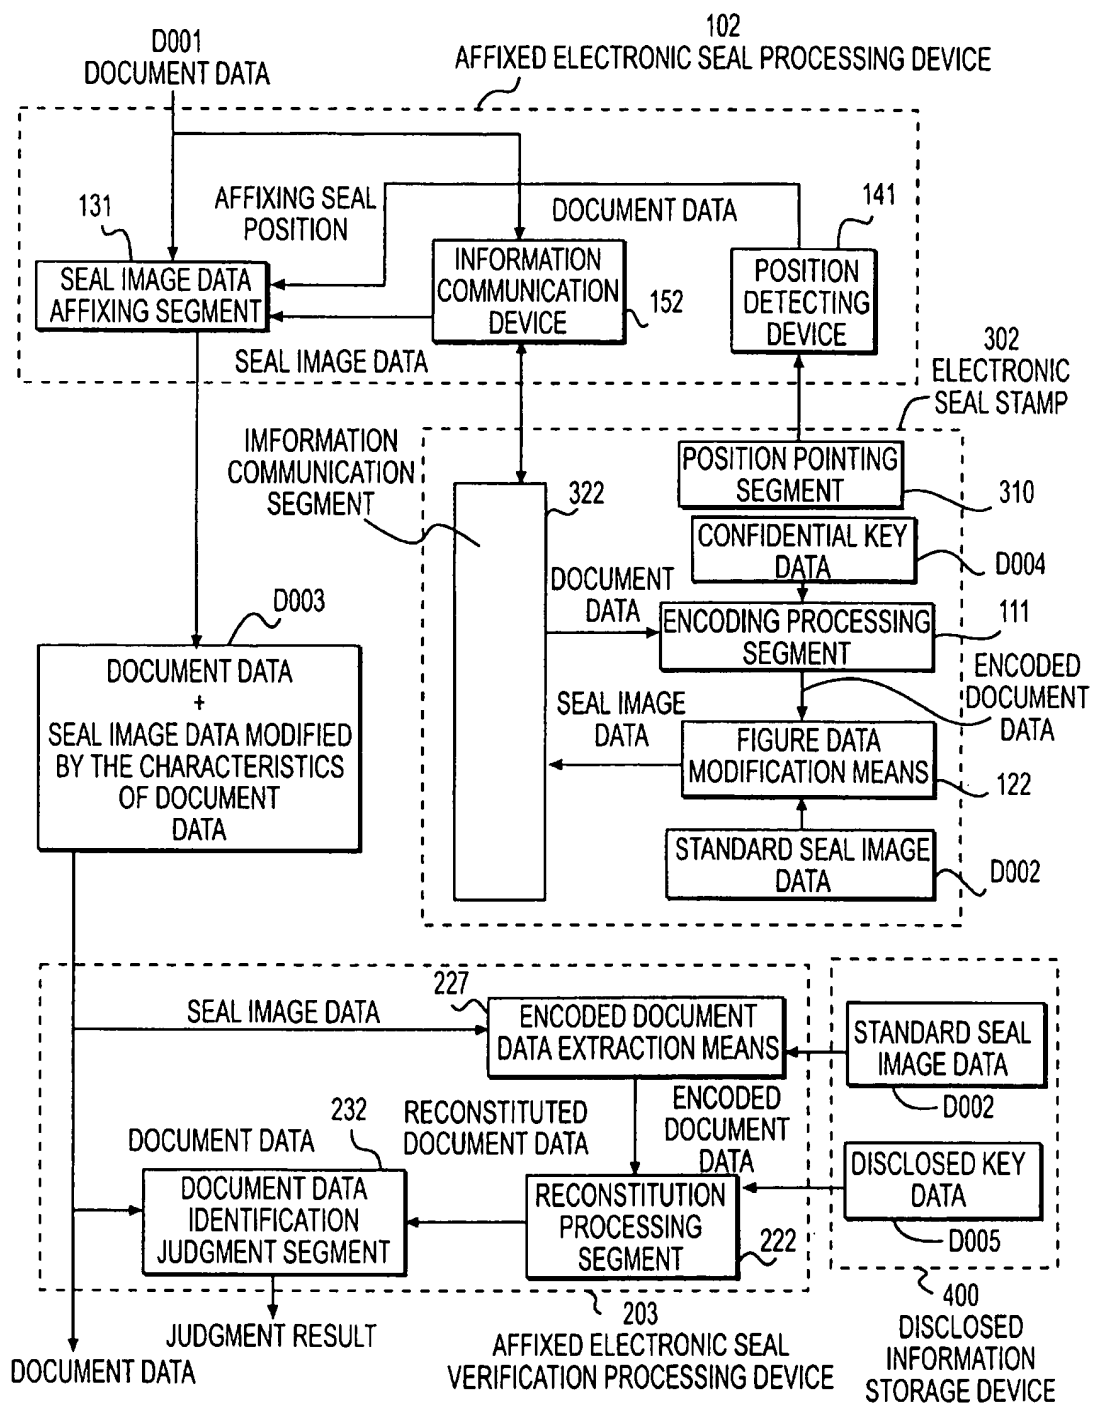 D001
DOCUMENT DATA
102
AFFIXED ELECTRONIC SEAL PROCESSING DEVICE
131
AFFIXING SEAL
POSITION
DOCUMENT DATA
141
SEAL IMAGE DATA
AFFIXING SEGMENT
INFORMATION
COMMUNICATION
DEVICE
152
POSITION
DETECTING
DEVICE
SEAL IMAGE DATA
302
ELECTRONIC
SEAL STAMP
IMFORMATION
COMMUNICATION
SEGMENT
322
POSITION POINTING
SEGMENT
310
CONFIDENTIAL KEY
DATA
D004
DOCUMENT
DATA
ENCODING PROCESSING
SEGMENT
111
ENCODED
DOCUMENT
DATA
D003
DOCUMENT DATA
+
SEAL IMAGE DATA MODIFIED
BY THE CHARACTERISTICS
OF DOCUMENT
DATA
SEAL IMAGE
DATA
FIGURE DATA
MODIFICATION MEANS
122
STANDARD SEAL IMAGE
DATA
D002
227
SEAL IMAGE DATA
ENCODED DOCUMENT
DATA EXTRACTION MEANS
STANDARD SEAL
IMAGE DATA
D002
ENCODED
DOCUMENT
DATA
RECONSTITUTED
DOCUMENT DATA
232
DOCUMENT DATA
DOCUMENT DATA
IDENTIFICATION
JUDGMENT SEGMENT
RECONSTITUTION
PROCESSING
SEGMENT
222
DISCLOSED KEY
DATA
D005
JUDGMENT RESULT
DOCUMENT DATA
203
AFFIXED ELECTRONIC SEAL
VERIFICATION PROCESSING DEVICE
400
DISCLOSED
INFORMATION
STORAGE DEVICE